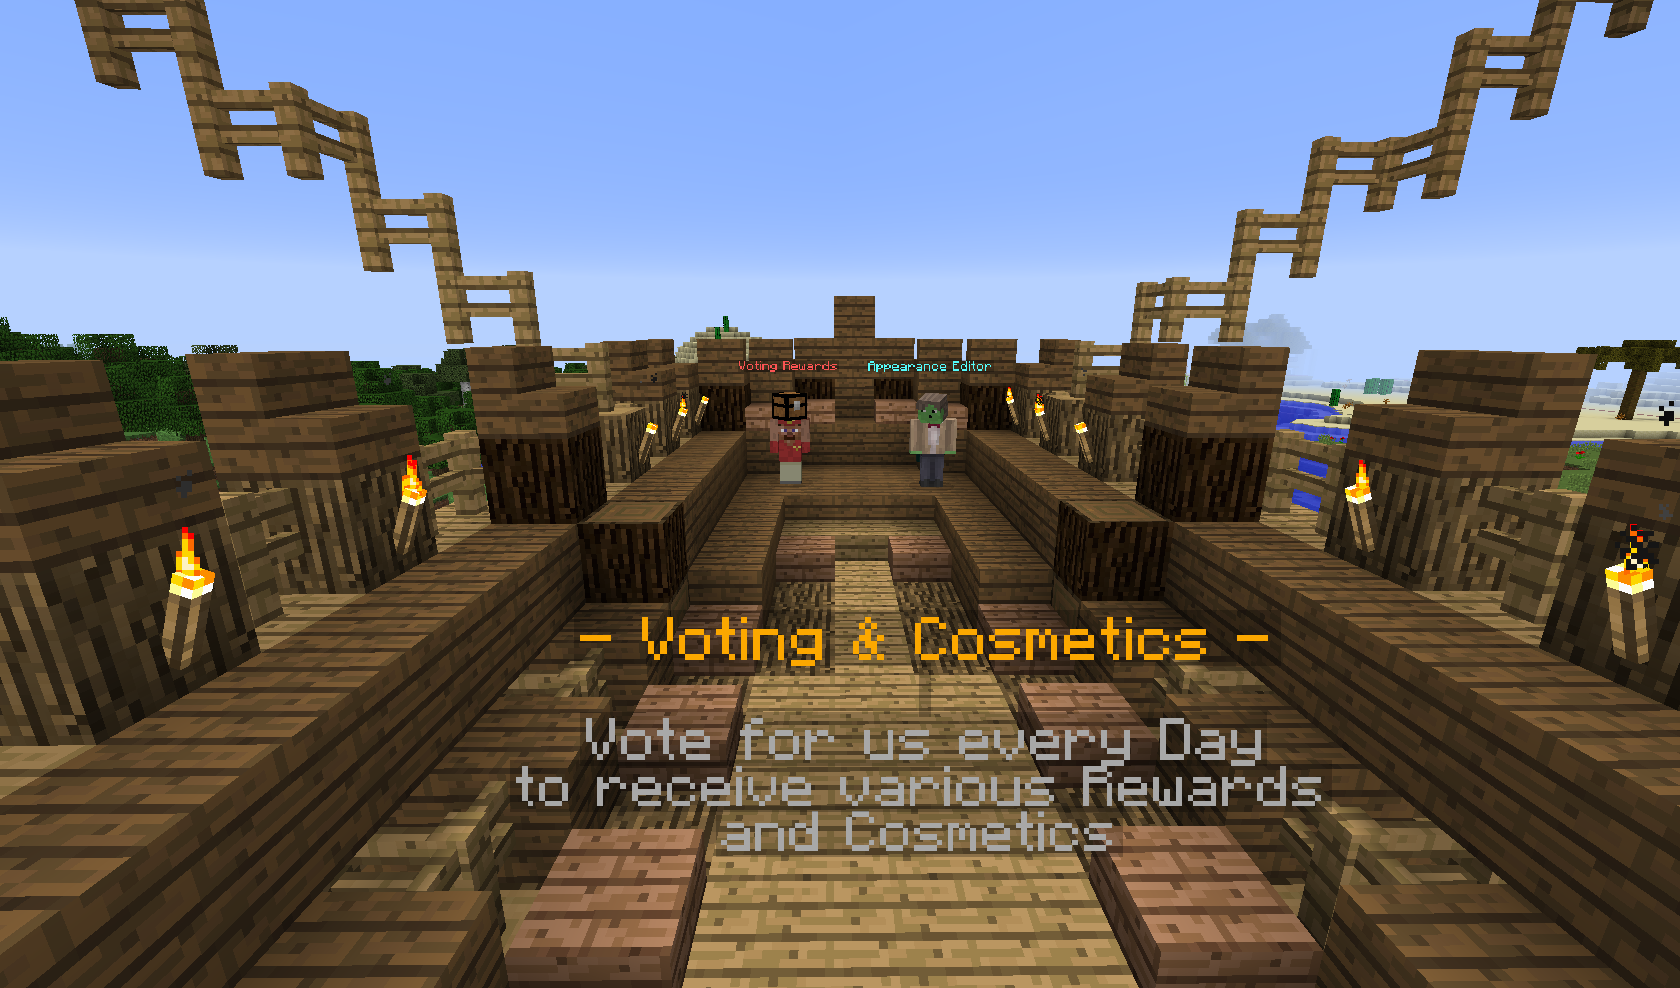 Voting Rewards
Appearance Editor
— Voting & Cosmetics —
Vote for us every Day
to receive various Rewards
and Cosmetics